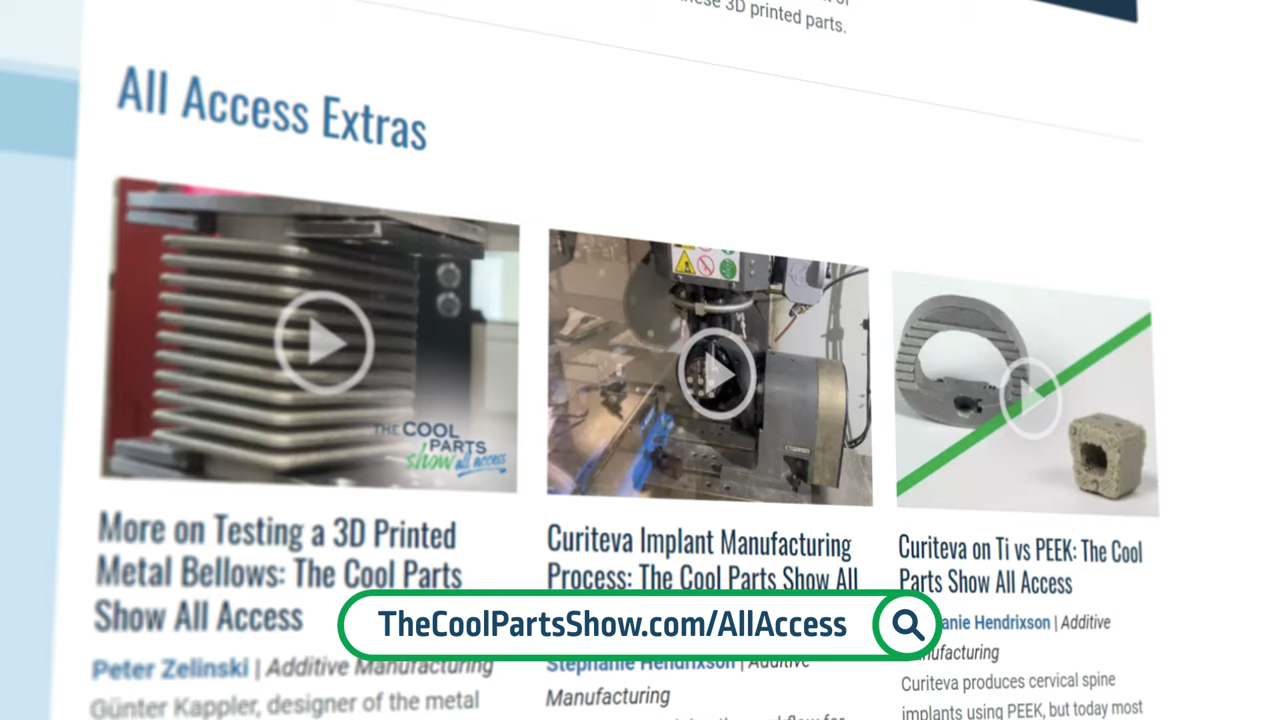 3D printed parts.
All Access Extras
THE COOL
PARTS
show all access
More on Testing a 3D Printed
Metal Bellows: The Cool Parts
Show All Access
Peter Zelinski | Additive Manufacturing
Günter Kappler, designer of the metal
Curiteva Implant Manufacturing
Process: The Cool Parts Show All
Stephanie Hendrixson | Additive
Manufacturing
Curiteva on Ti vs PEEK: The Cool
Parts Show All Access
Hendrixson | Additive
Curiteva produces cervical spine
implants using PEEK, but today most
TheCoolPartsShow.com/AllAccess